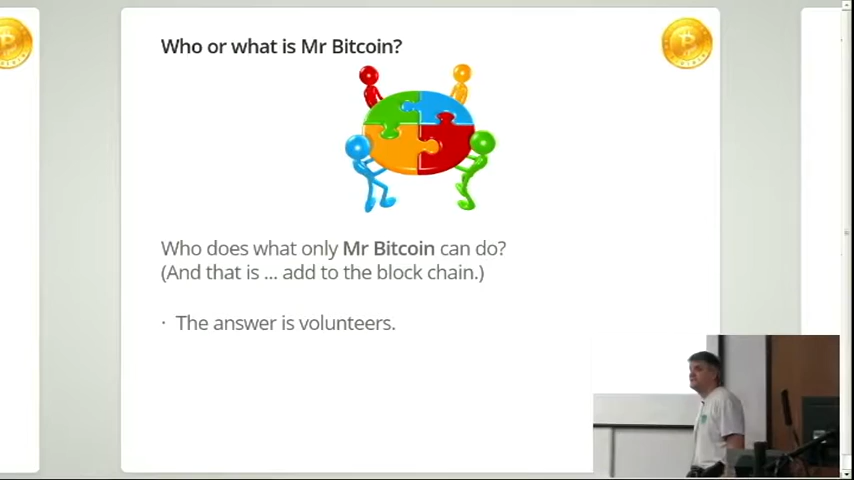 Who or what is Mr Bitcoin?
Who does what only Mr Bitcoin can do?
(And that is ... add to the block chain.)
· The answer is volunteers.